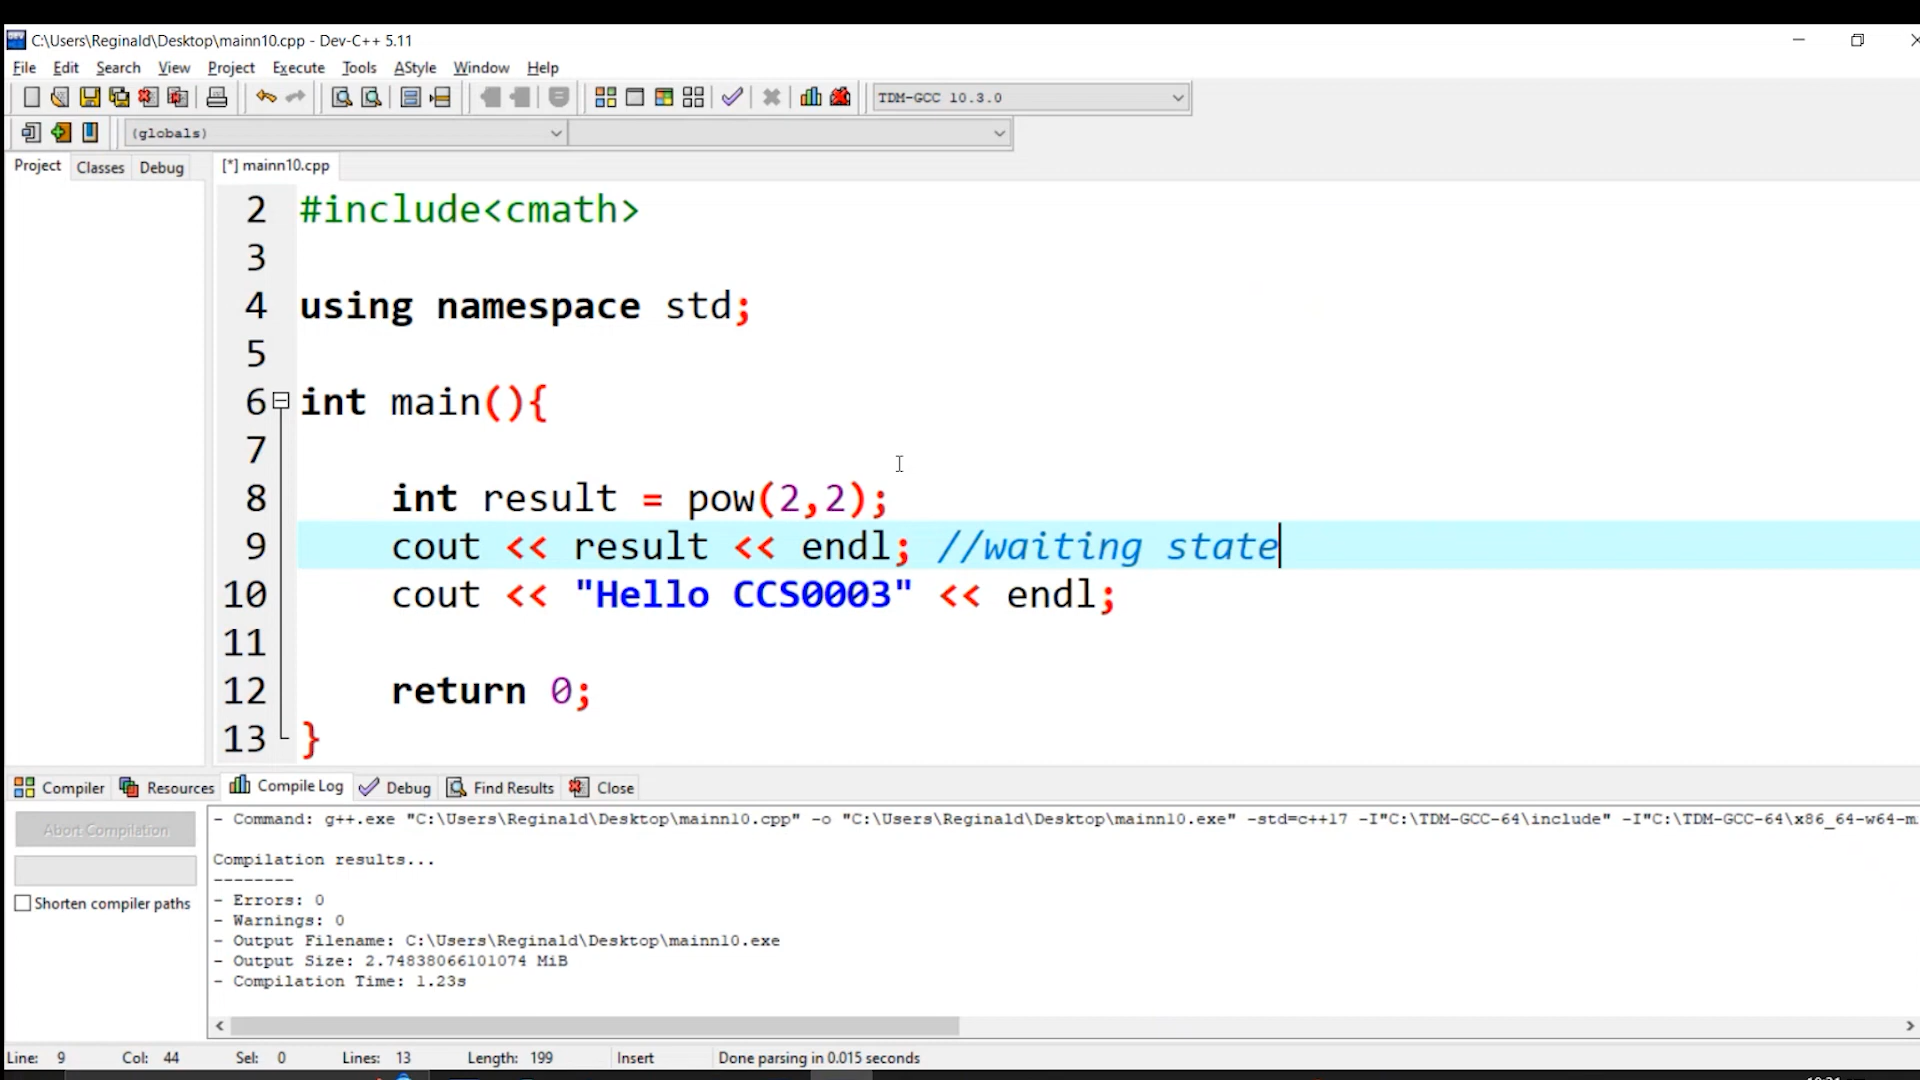 C:\Users\Reginald\Desktop\mainn10.cpp - Dev-C++ 5.11
File Edit Search View Project Execute Tools AStyle Window Help
TDM-GCC 10.3.0
(globals)
Project Classes Debug [*] mainn10.cpp
2 #include<cmath>
3
4 using namespace std;
5
6 int main(){
7
8 int result = pow(2,2);
9 cout << result << endl; //waiting state
10 cout << "Hello CCS0003" << endl;
11
12 return 0;
13 }
Compiler Resources Compile Log Debug Find Results Close
Abort Compilation
Shorten compiler paths
- Command: g++.exe "C:\Users\Reginald\Desktop\mainn10.cpp" -o "C:\Users\Reginald\Desktop\mainn10.exe" -std=c++17 -I"C:\TDM-GCC-64\include" -I"C:\TDM-GCC-64\x86_64-w64-m
Compilation results...
--------
- Errors: 0
- Warnings: 0
- Output Filename: C:\Users\Reginald\Desktop\mainn10.exe
- Output Size: 2.74838066101074 MiB
- Compilation Time: 1.23s
Line: 9 Col: 44 Sel: 0 Lines: 13 Length: 199 Insert Done parsing in 0.015 seconds